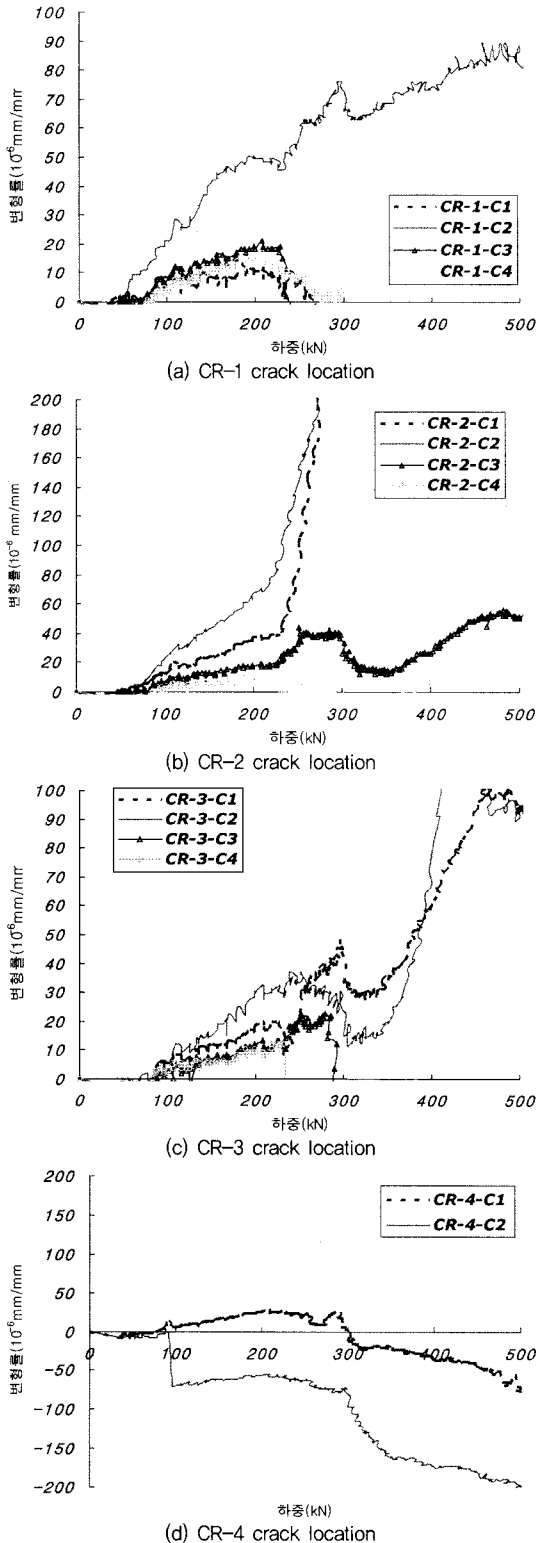 100
90
80
70
60
50
40
30
20
10
0
변형률(10⁻⁶mm/mm
CR-1-C1
CR-1-C2
CR-1-C3
CR-1-C4
0 100 200 300 400 500
하중(kN)
(a) CR-1 crack location
200
180
160
140
120
100
80
60
40
20
0
변형률(10⁻⁶ mm/mm
CR-2-C1
CR-2-C2
CR-2-C3
CR-2-C4
0 100 200 300 400 500
하중(kN)
(b) CR-2 crack location
100
90
80
70
60
50
40
30
20
10
0
변형률(10⁻⁶mm/mm
CR-3-C1
CR-3-C2
CR-3-C3
CR-3-C4
0 100 200 300 400 500
하중(kN)
(c) CR-3 crack location
200
150
100
50
0
-50
-100
-150
-200
변형률(10⁻⁶mm/mm
CR-4-C1
CR-4-C2
0 100 200 300 400 500
하중(kN)
(d) CR-4 crack location